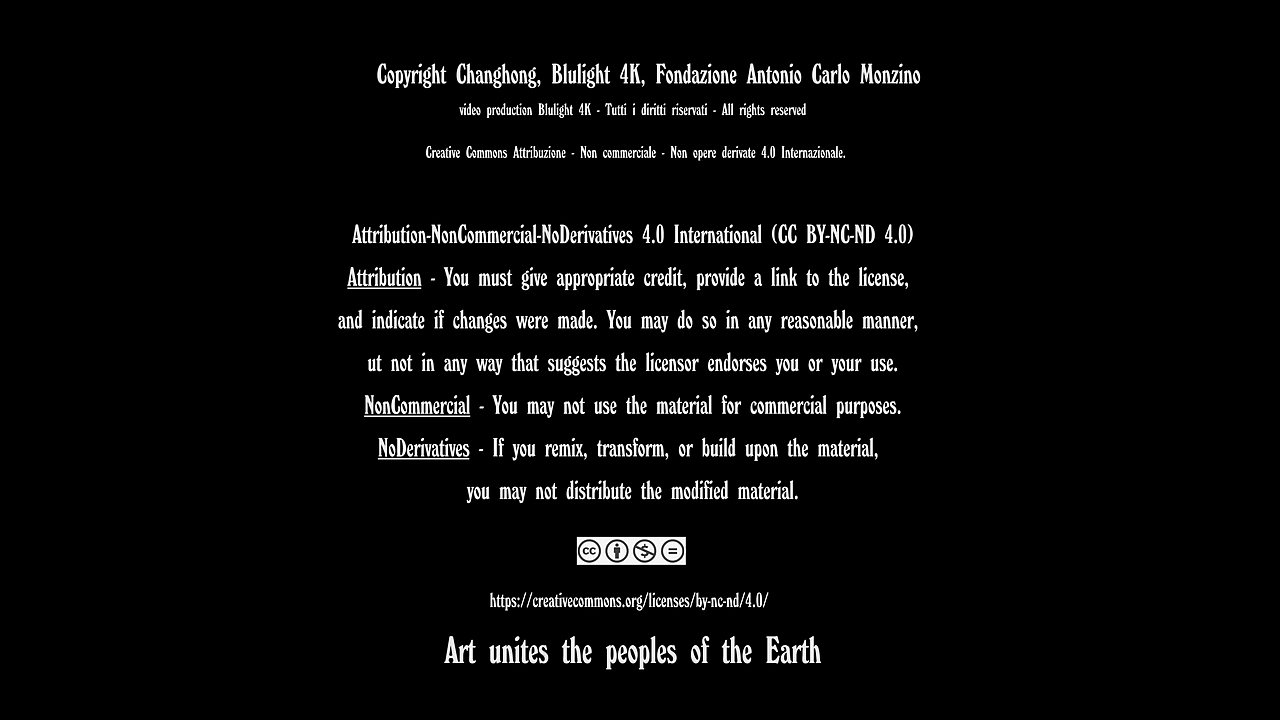 Copyright Changhong, Blulight 4K, Fondazione Antonio Carlo Monzino
video production Blulight 4K - Tutti i diritti riservati - All rights reserved
Creative Commons Attribuzione - Non commerciale - Non opere derivate 4.0 Internazionale.
Attribution-NonCommercial-NoDerivatives 4.0 International (CC BY-NC-ND 4.0)
Attribution - You must give appropriate credit, provide a link to the license,
and indicate if changes were made. You may do so in any reasonable manner,
ut not in any way that suggests the licensor endorses you or your use.
NonCommercial - You may not use the material for commercial purposes.
NoDerivatives - If you remix, transform, or build upon the material,
you may not distribute the modified material.
cc
https://creativecommons.org/licenses/by-nc-nd/4.0/
Art unites the peoples of the Earth